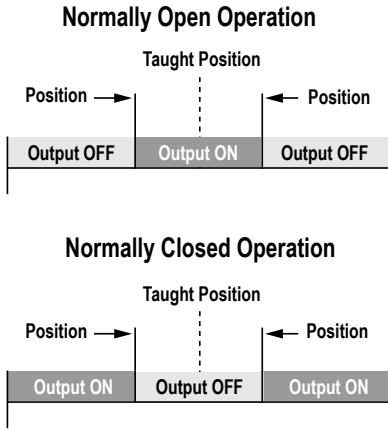 Normally Open Operation
Taught Position
Position Position
Output OFF Output ON Output OFF
Normally Closed Operation
Taught Position
Position Position
Output ON Output OFF Output ON